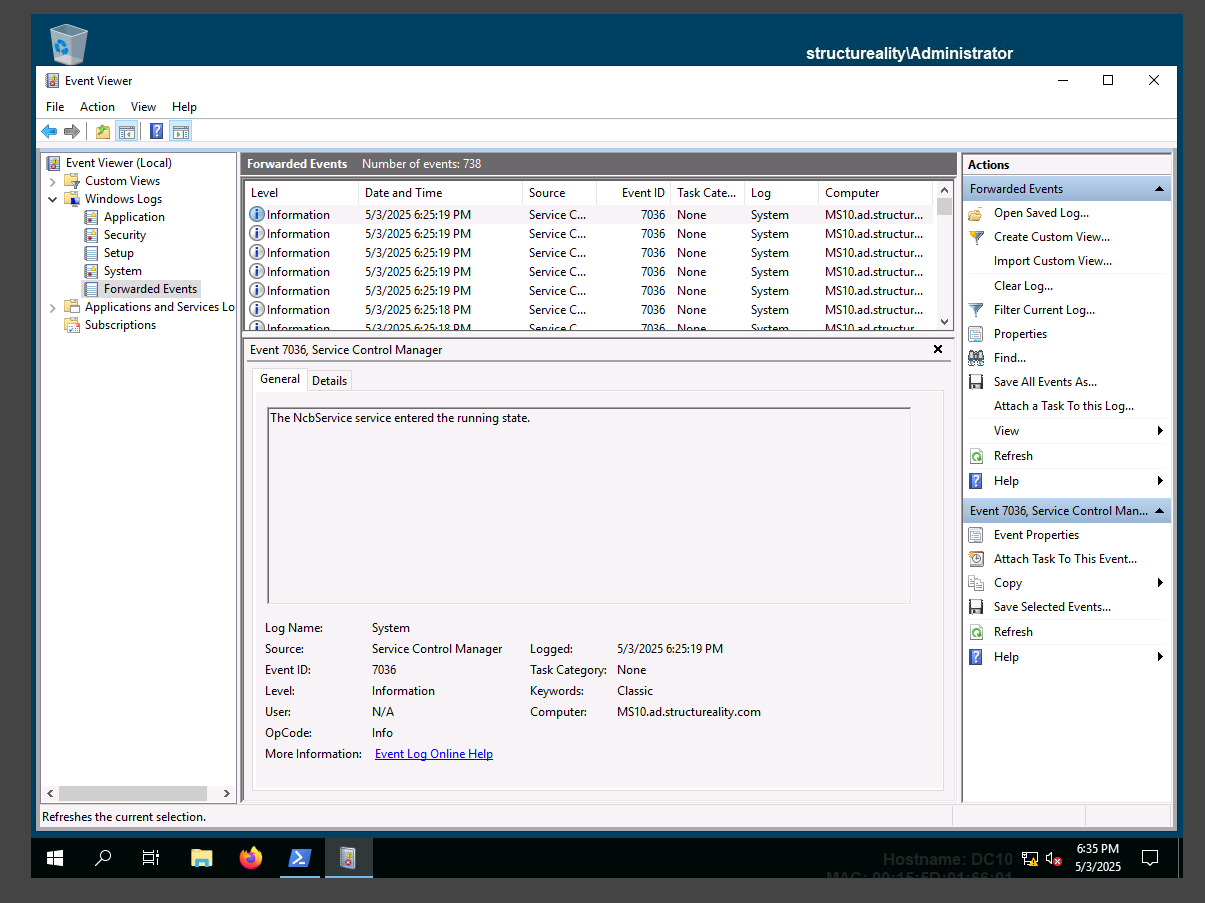 structureality\Administrator
Event Viewer
File Action View Help
Event Viewer (Local)
Custom Views
Windows Logs
Application
Security
Setup
System
Forwarded Events
Applications and Services Lo
Subscriptions
Forwarded Events Number of events: 738
Level Date and Time Source Event ID Task Cate... Log Computer
Information 5/3/2025 6:25:19 PM Service C... 7036 None System MS10.ad.structur...
Information 5/3/2025 6:25:19 PM Service C... 7036 None System MS10.ad.structur...
Information 5/3/2025 6:25:19 PM Service C... 7036 None System MS10.ad.structur...
Information 5/3/2025 6:25:19 PM Service C... 7036 None System MS10.ad.structur...
Information 5/3/2025 6:25:19 PM Service C... 7036 None System MS10.ad.structur...
Information 5/3/2025 6:25:18 PM Service C... 7036 None System MS10.ad.structur...
Information 5/3/2025 6:25:18 PM Service C... 7036 None System MS10.ad.structur...
Event 7036, Service Control Manager
General Details
The NcbService service entered the running state.
Log Name: System
Source: Service Control Manager Logged: 5/3/2025 6:25:19 PM
Event ID: 7036 Task Category: None
Level: Information Keywords: Classic
User: N/A Computer: MS10.ad.structureality.com
OpCode: Info
More Information: Event Log Online Help
Actions
Forwarded Events
Open Saved Log...
Create Custom View...
Import Custom View...
Clear Log...
Filter Current Log...
Properties
Find...
Save All Events As...
Attach a Task To this Log...
View
Refresh
Help
Event 7036, Service Control Man...
Event Properties
Attach Task To This Event...
Copy
Save Selected Events...
Refresh
Help
Refreshes the current selection.
Hostname: DC10
MAC: 00:15:5D:01:66:01
6:35 PM
5/3/2025